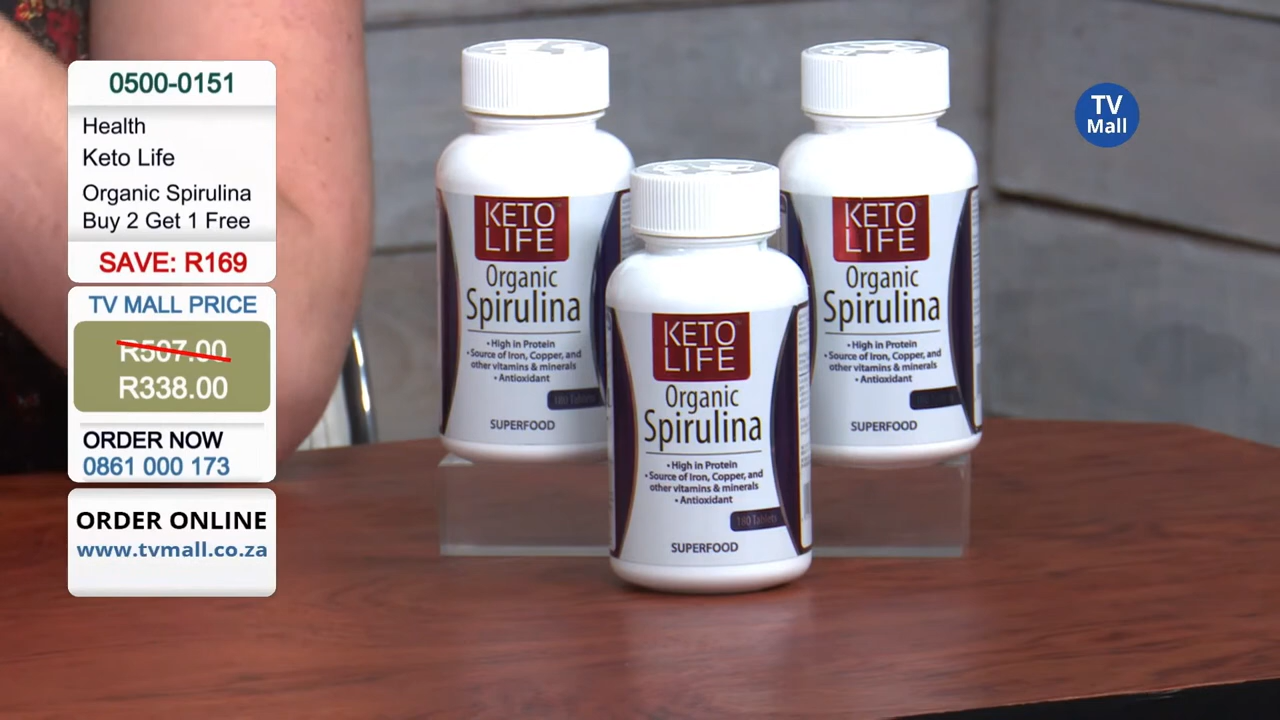 0500-0151
Health
Keto Life
Organic Spirulina
Buy 2 Get 1 Free
SAVE: R169
TV MALL PRICE
R507.00
R338.00
ORDER NOW
0861 000 173
ORDER ONLINE
www.tvmall.co.za
TV
Mall
KETO
LIFE
Organic
Spirulina
• High in Protein
• Source of Iron, Copper, and
other vitamins & minerals
• Antioxidant
180 Tablets
SUPERFOOD
KETO
LIFE
Organic
Spirulina
• High in Protein
• Source of Iron, Copper, and
other vitamins & minerals
• Antioxidant
SUPERFOOD
KETO
LIFE
Organic
Spirulina
• High in Protein
• Source of Iron, Copper, and
other vitamins & minerals
• Antioxidant
180 Tablets
SUPERFOOD